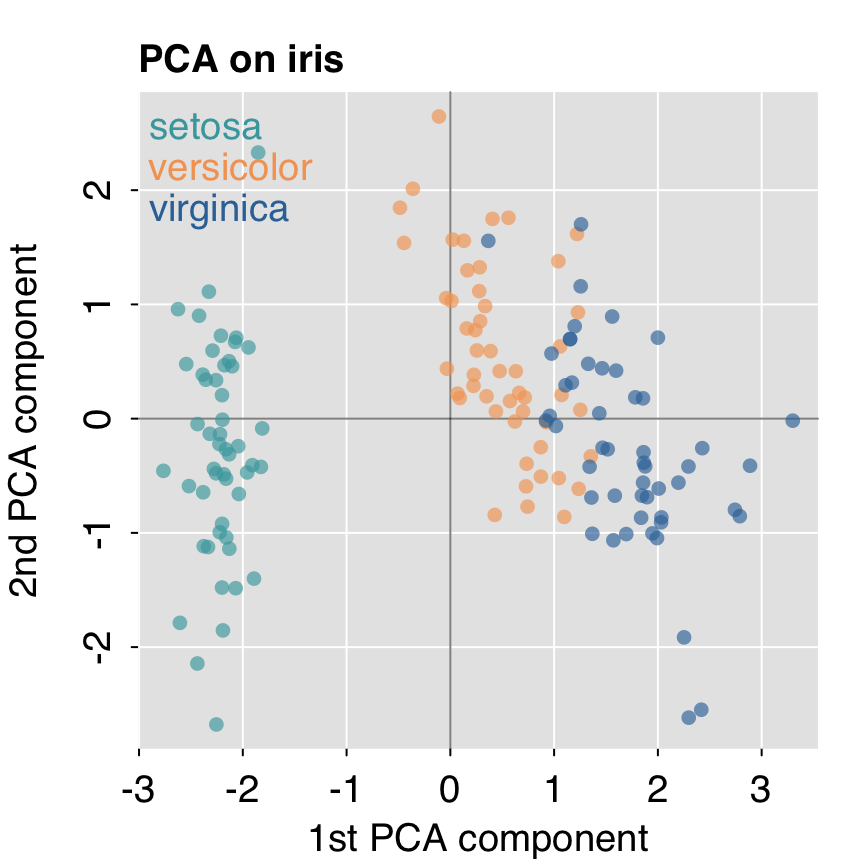 PCA on iris
setosa
versicolor
virginica
2nd PCA component
2
1
0
-1
-2
-3 -2 -1 0 1 2 3
1st PCA component